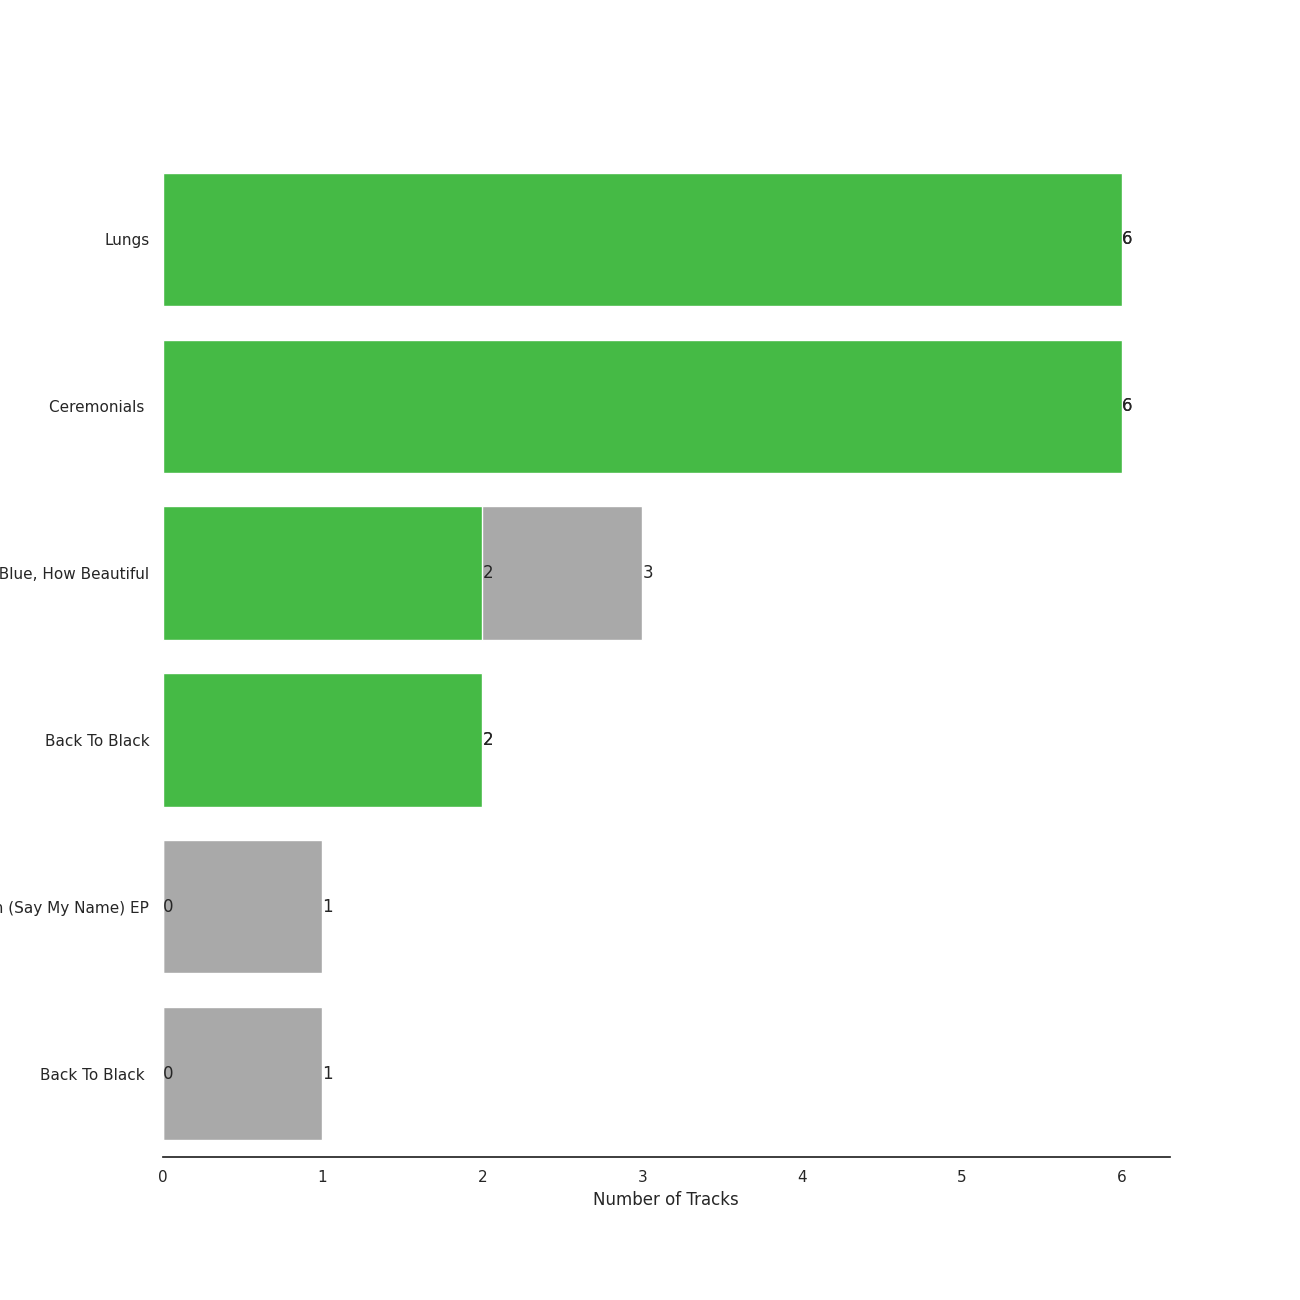 Lungs 6
Ceremonials 6
Blue, How Beautiful 2 3
Back To Black 2
(Say My Name) EP 0 1
Back To Black 0 1
0 1 2 3 4 5 6
Number of Tracks